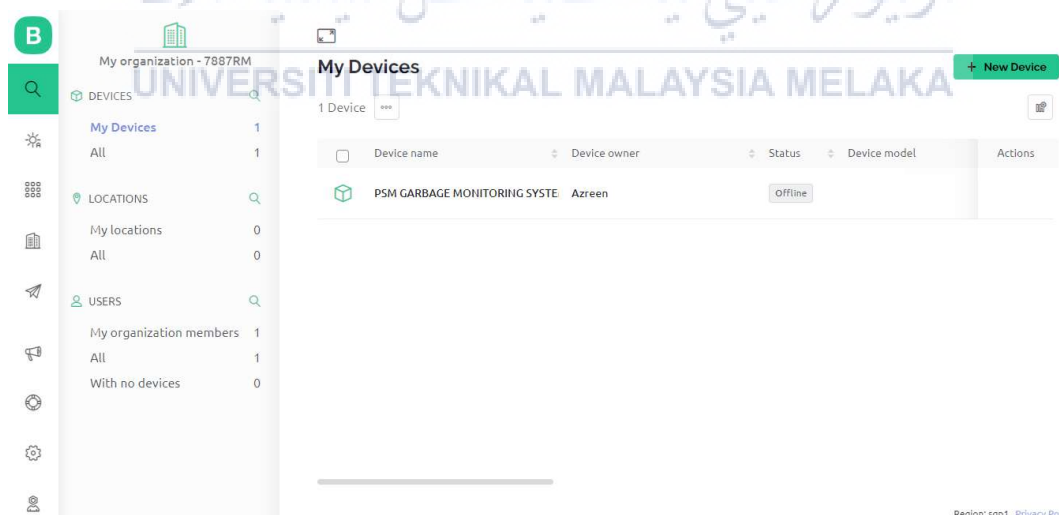 B
My organization - 7887RM
DEVICES
My Devices 1
All 1
LOCATIONS
My locations 0
All 0
USERS
My organization members 1
All 1
With no devices 0
My Devices
+ New Device
UNIVERSITI TEKNIKAL MALAYSIA MELAKA
1 Device
Device name Device owner Status Device model Actions
PSM GARBAGE MONITORING SYSTE Azreen Offline
Region: sgp1 Privacy Po